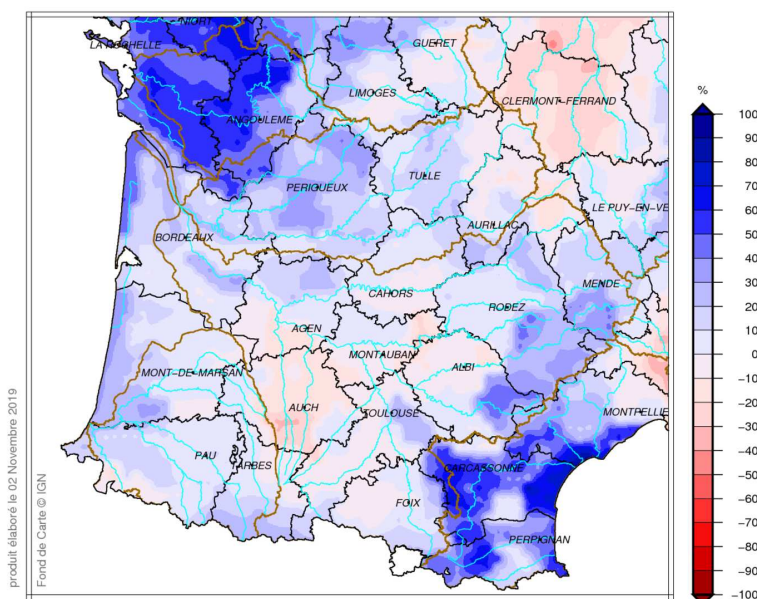 NIORT
LA ROCHELLE
GUERET
LIMOGES
CLERMONT-FERRAND
ANGOULEME
TULLE
PERIGUEUX
LE PUY-EN-VE
AURILLAC
BORDEAUX
MENDE
CAHORS
RODEZ
AGEN
MONTAUBAN
ALBI
MONT-DE-MARSAN
AUCH
TOULOUSE
MONTPELLIE
PAU
TARBES
CARCASSONNE
FOIX
PERPIGNAN
%
100
90
80
70
60
50
40
30
20
10
0
-10
-20
-30
-40
-50
-60
-70
-80
-90
-100
produit élaboré le 02 Novembre 2019
Fond de Carte © IGN